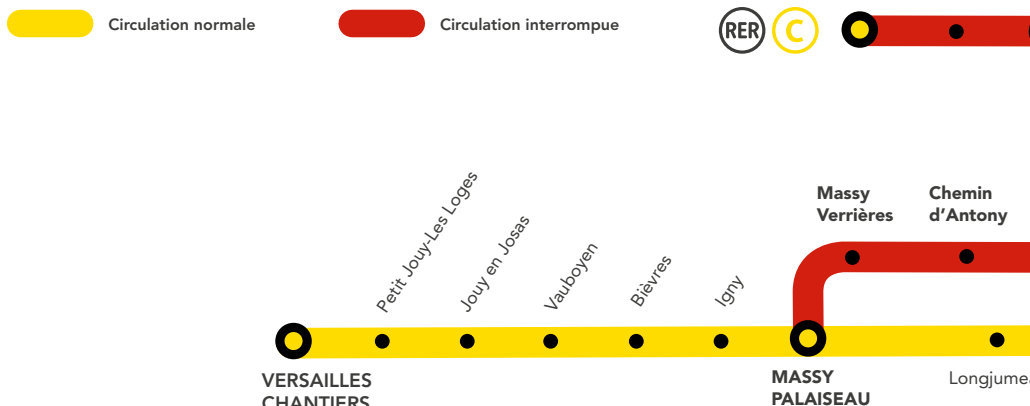 Circulation normale
Circulation interrompue
RER C
Petit Jouy-Les Loges
Jouy en Josas
Vauboyen
Bièvres
Igny
Massy
Verrières
Chemin
d'Antony
VERSAILLES
CHANTIERS
MASSY
PALAISEAU